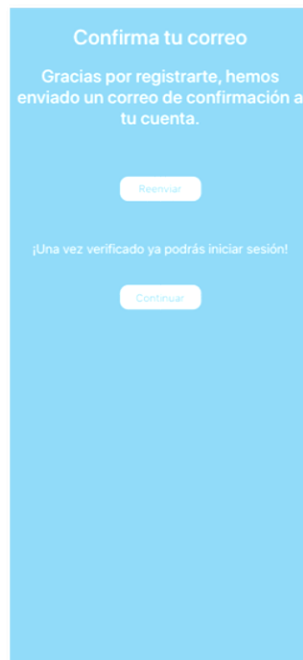 Confirma tu correo
Gracias por registrarte, hemos
enviado un correo de confirmación a
tu cuenta.
Reenviar
¡Una vez verificado ya podrás iniciar sesión!
Continuar